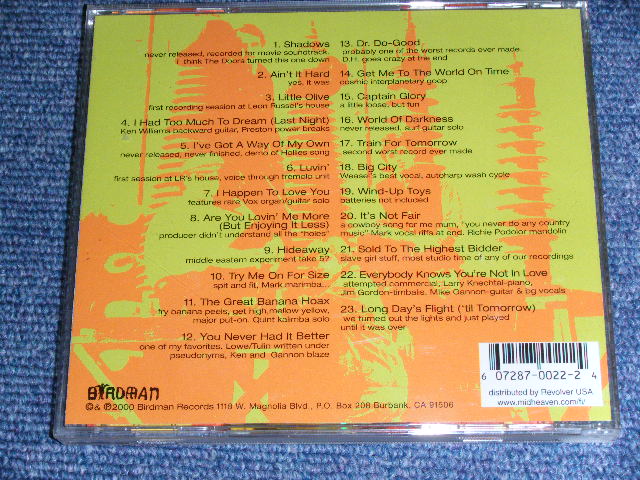 1. Shadows
never released, recorded for movie soundtrack.
I think The Doors turned this one down
2. Ain't It Hard
yes, it was
3. Little Olive
first recording session at Leon Russel's house
4. I Had Too Much To Dream (Last Night)
Ken Williams backward guitar, Preston power breaks
5. I've Got A Way Of My Own
never released, never finished, demo of Hollies song
6. Luvin'
first session at LR's house, voice through tremelo unit
7. I Happen To Love You
features rare Vox organ/guitar solo
8. Are You Lovin' Me More
(But Enjoying It Less)
producer didn't understand all the "holes"
9. Hideaway
middle eastern experiment take 57
10. Try Me On For Size
spit and fit, Mark marimba...
11. The Great Banana Hoax
fry banana peels, get high,mellow yellow,
major put-on. Quint kalimba solo
12. You Never Had It Better
one of my favorites. Lowe/Tulin written under
pseudonyms, Ken and Gannon blaze
13. Dr. Do-Good
probably one of the worst records ever made.
D.H. goes crazy at the end
14. Get Me To The World On Time
cosmic interplanetary goop
15. Captain Glory
a little loose, but fun
16. World Of Darkness
never released, surf guitar solo
17. Train For Tomorrow
second worst record ever made
18. Big City
Weasel's best vocal, autoharp wash cycle
19. Wind-Up Toys
batteries not included
20. It's Not Fair
a cowboy song for me mum, "you never do any country
music" Mark vocal riffs at end. Richie Podolor mandolin
21. Sold To The Highest Bidder
slave girl stuff, most studio time of any of our recordings
22. Everybody Knows You're Not In Love
attempted commercial, Larry Knechtal-piano,
Jim Gordon-timbals. Mike Gannon-guitar & bg vocals
23. Long Day's Flight ('til Tomorrow)
we turned out the lights and just played
until it was over
BIRDMAN
©& ℗2000 Birdman Records 1118 W. Magnolia Blvd., P.O. Box 208 Burbank, CA 91506
6 07287-0022-2 4
distributed by Revolver USA
www.midheaven.com/tv